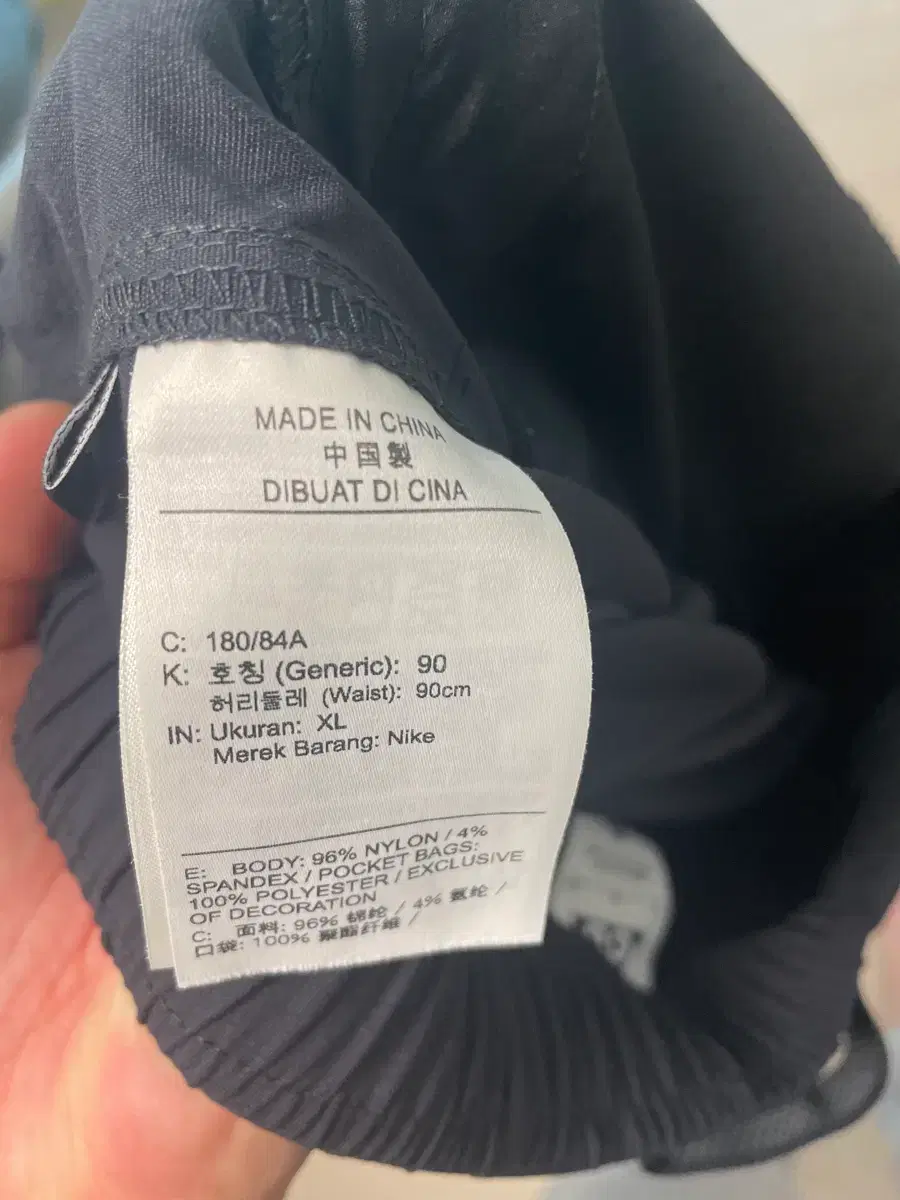 MADE IN CHINA
中国製
DIBUAT DI CINA
C: 180/84A
K: 호칭 (Generic): 90
허리둘레 (Waist): 90cm
IN: Ukuran: XL
Merek Barang: Nike
E: BODY: 96% NYLON / 4%
SPANDEX / POCKET BAGS:
100% POLYESTER / EXCLUSIVE
OF DECORATION
C: 面料: 96% 锦纶 / 4% 氨纶 /
口袋: 100% 聚酯纤维 /